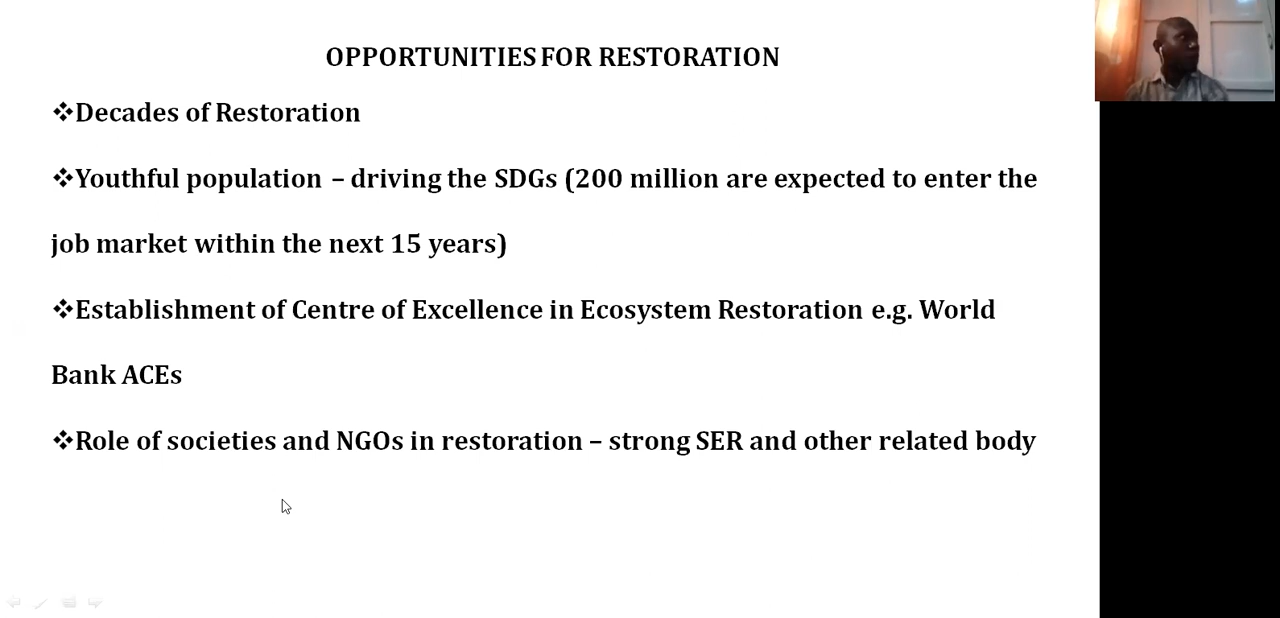 OPPORTUNITIES FOR RESTORATION
❖Decades of Restoration
❖Youthful population – driving the SDGs (200 million are expected to enter the
job market within the next 15 years)
❖Establishment of Centre of Excellence in Ecosystem Restoration e.g. World
Bank ACEs
❖Role of societies and NGOs in restoration – strong SER and other related body